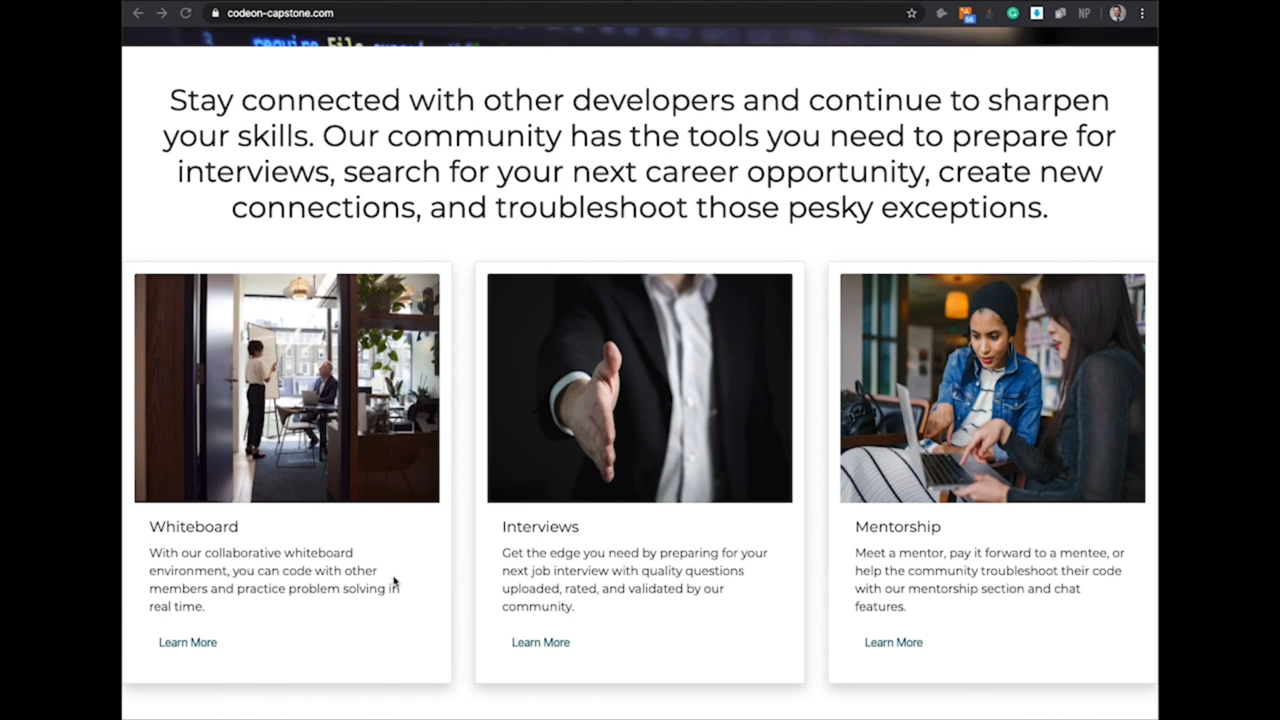 codeon-capstone.com
56
NP
Stay connected with other developers and continue to sharpen
your skills. Our community has the tools you need to prepare for
interviews, search for your next career opportunity, create new
connections, and troubleshoot those pesky exceptions.
Whiteboard
With our collaborative whiteboard
environment, you can code with other
members and practice problem solving in
real time.
Learn More
Interviews
Get the edge you need by preparing for your
next job interview with quality questions
uploaded, rated, and validated by our
community.
Learn More
Mentorship
Meet a mentor, pay it forward to a mentee, or
help the community troubleshoot their code
with our mentorship section and chat
features.
Learn More